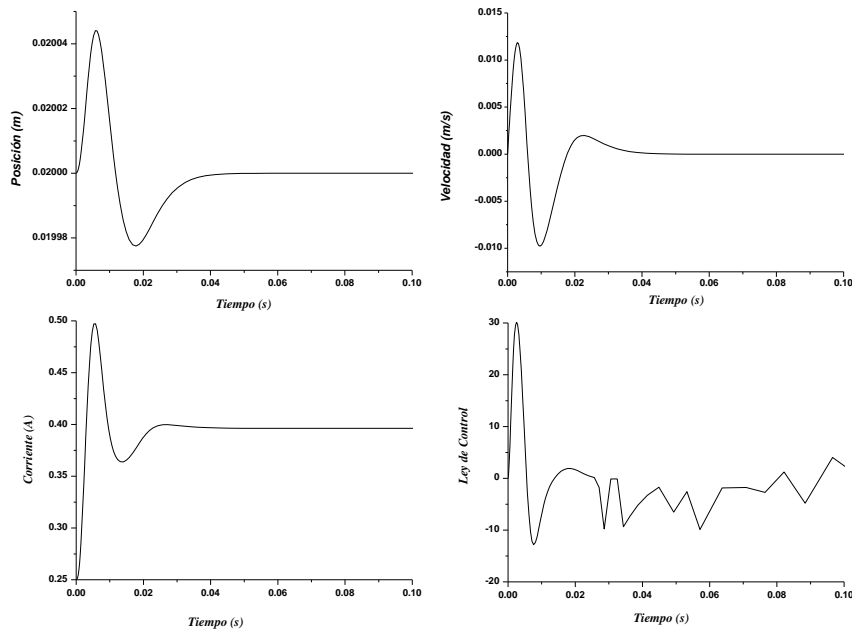 0.02004
0.02002
0.02000
0.01998
Posición (m)
0.00 0.02 0.04 0.06 0.08 0.10
Tiempo (s)
0.015
0.010
0.005
0.000
-0.005
-0.010
Velocidad (m/s)
0.00 0.02 0.04 0.06 0.08 0.10
Tiempo (s)
0.50
0.45
0.40
0.35
0.30
0.25
Corriente (A)
0.00 0.02 0.04 0.06 0.08 0.10
Tiempo (s)
30
20
10
0
-10
-20
Ley de Control
0.00 0.02 0.04 0.06 0.08 0.10
Tiempo (s)